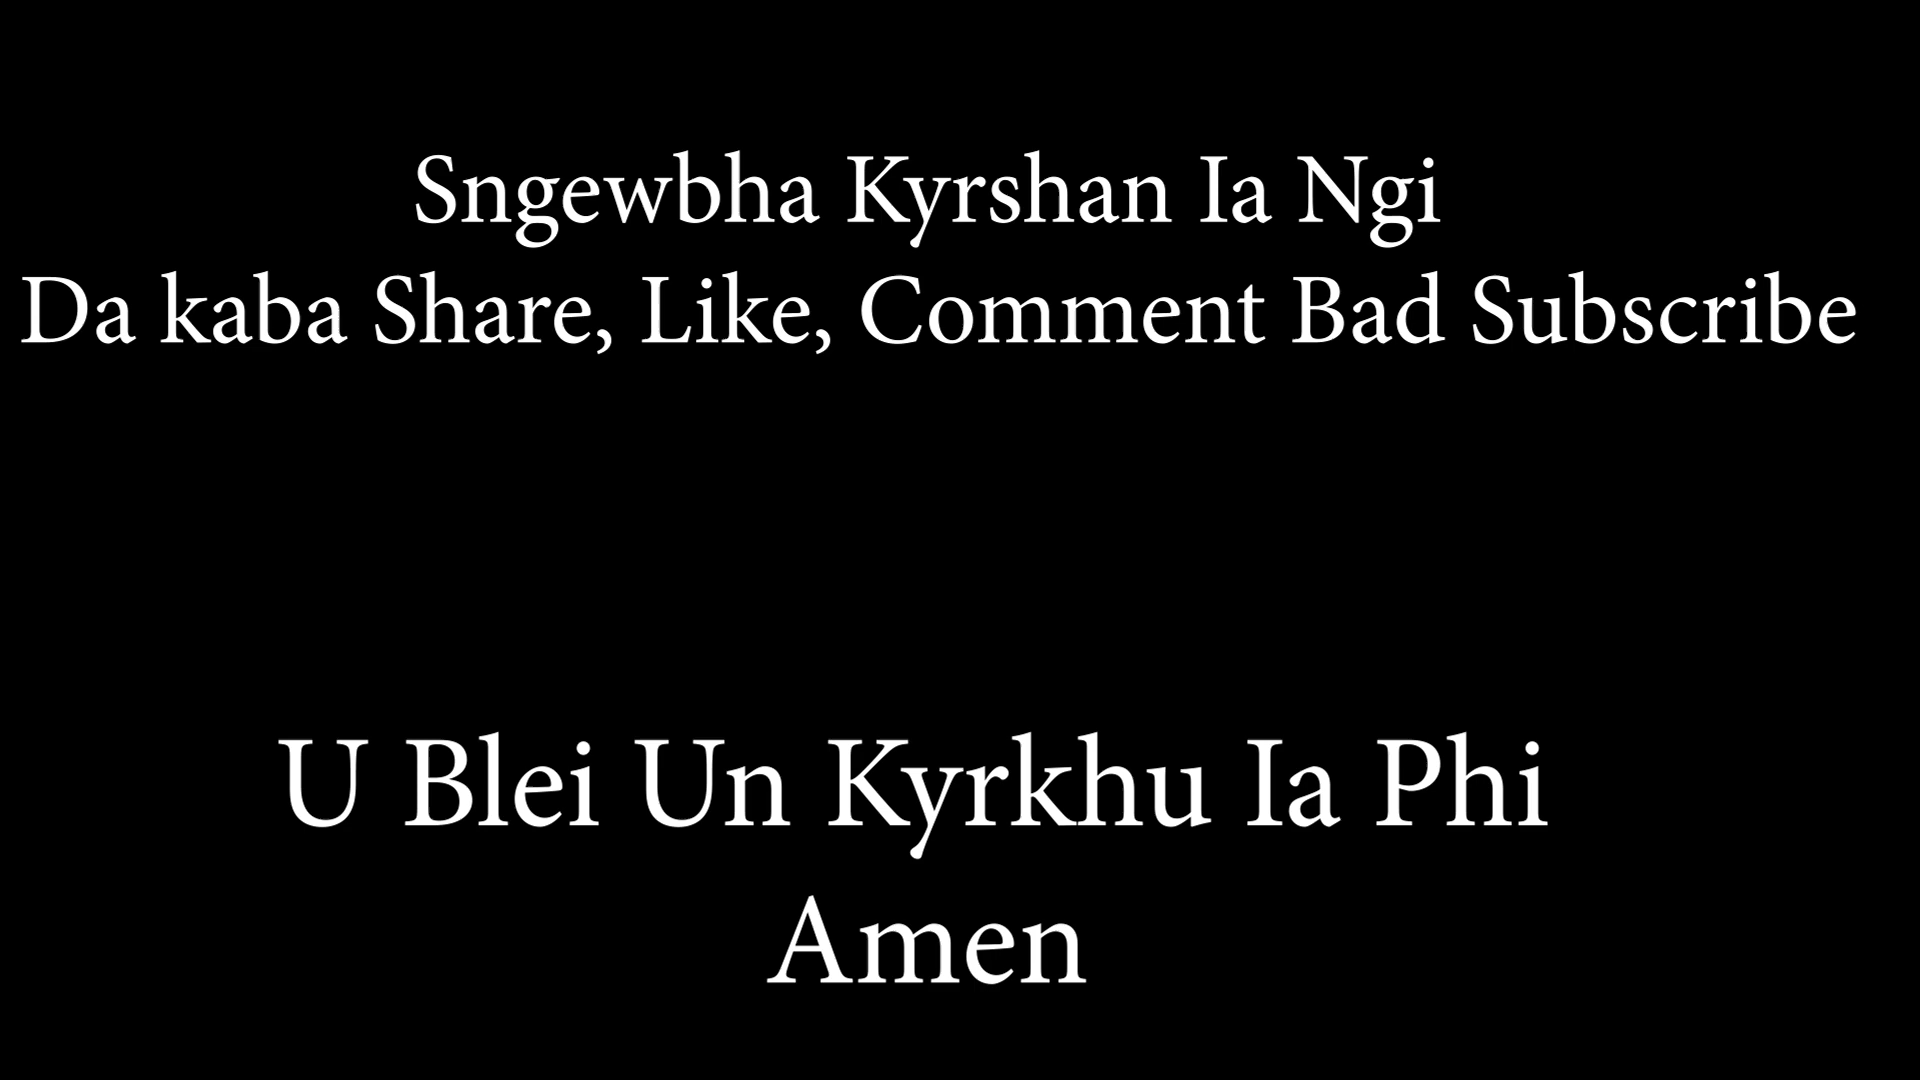 Sngewbha Kyrshan Ia Ngi
Da kaba Share, Like, Comment Bad Subscribe
U Blei Un Kyrkhu Ia Phi
Amen